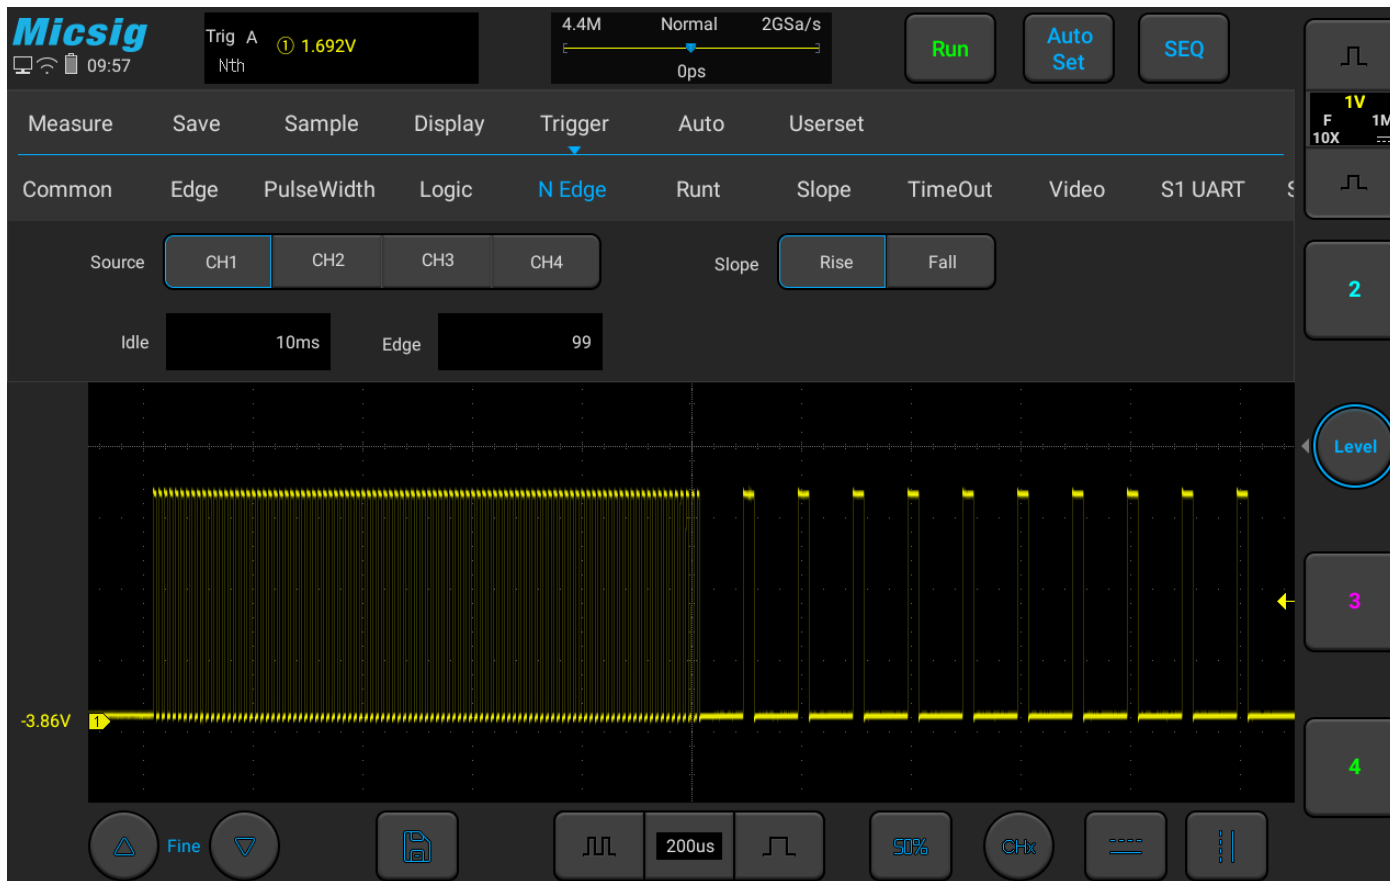 Micsig
09:57
Trig A ① 1.692V
Nth
4.4M Normal 2GSa/s
0ps
Run
Auto
Set
SEQ
1V
F 1M
10X
Measure Save Sample Display Trigger Auto Userset
Common Edge PulseWidth Logic N Edge Runt Slope TimeOut Video S1 UART S
Source CH1 CH2 CH3 CH4 Slope Rise Fall
Idle 10ms Edge 99
2
Level
3
-3.86V 1
4
Fine 200us 50% CHx